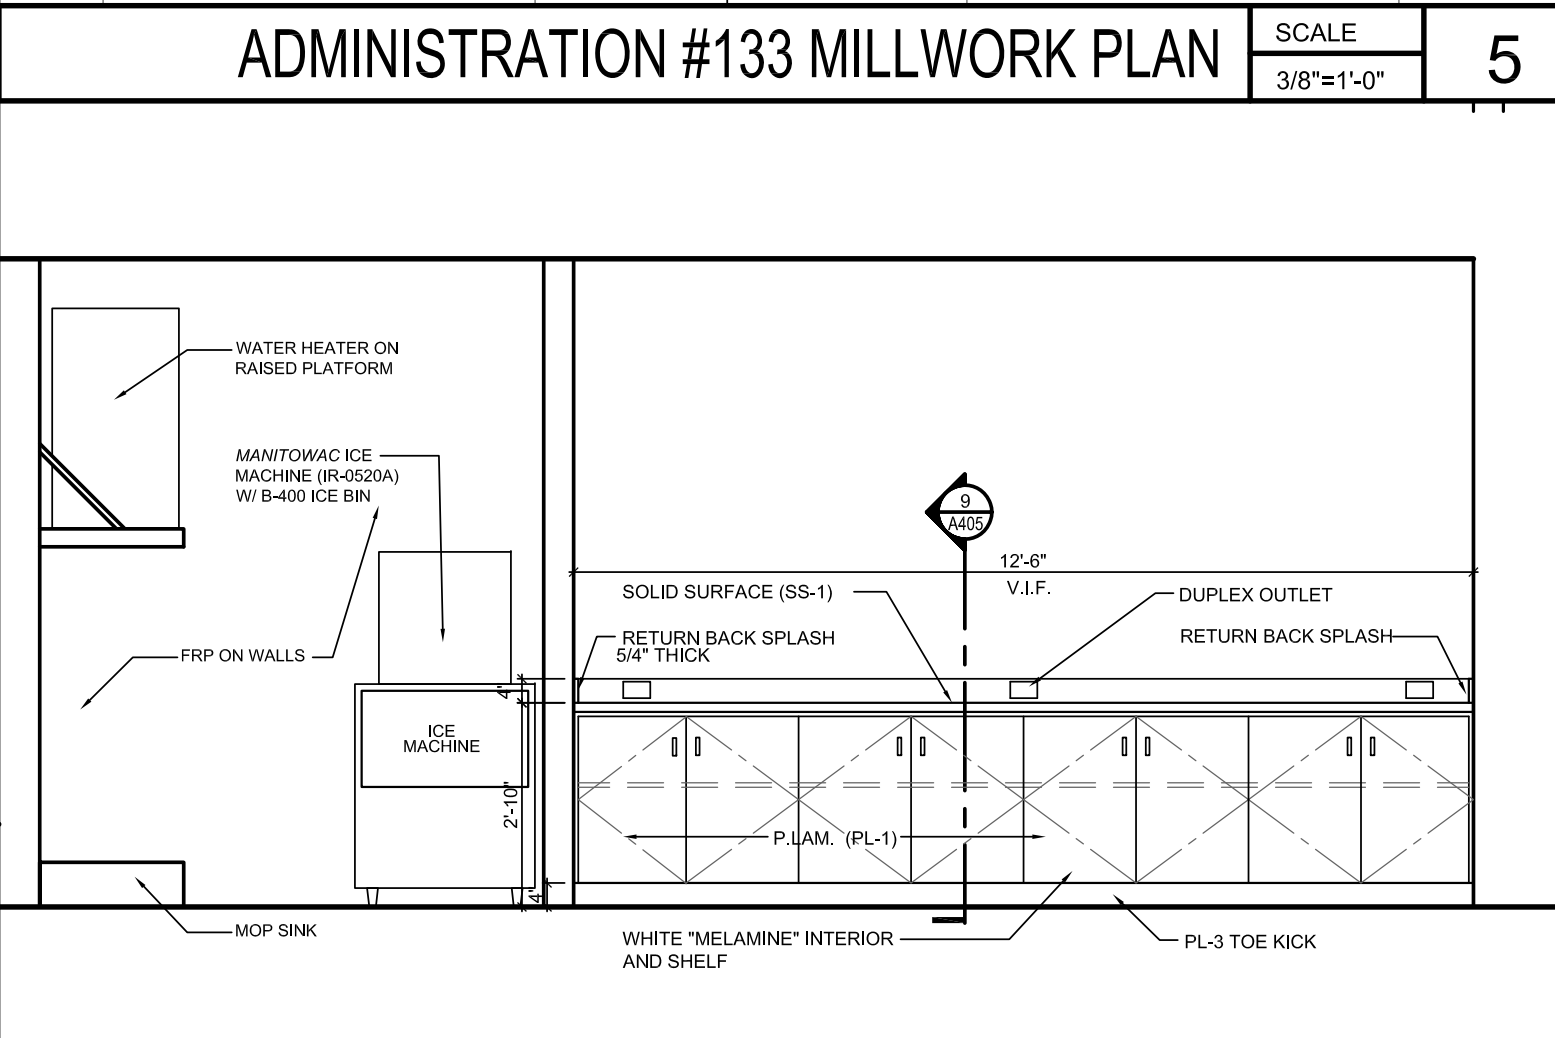 ADMINISTRATION #133 MILLWORK PLAN
SCALE
3/8"=1'-0"
5
WATER HEATER ON
RAISED PLATFORM
MANITOWAC ICE
MACHINE (IR-0520A)
W/ B-400 ICE BIN
FRP ON WALLS
ICE
MACHINE
MOP SINK
9
A405
12'-6"
V.I.F.
SOLID SURFACE (SS-1)
DUPLEX OUTLET
RETURN BACK SPLASH
5/4" THICK
RETURN BACK SPLASH
4"
2'-10"
4"
P.LAM. (PL-1)
WHITE "MELAMINE" INTERIOR
AND SHELF
PL-3 TOE KICK